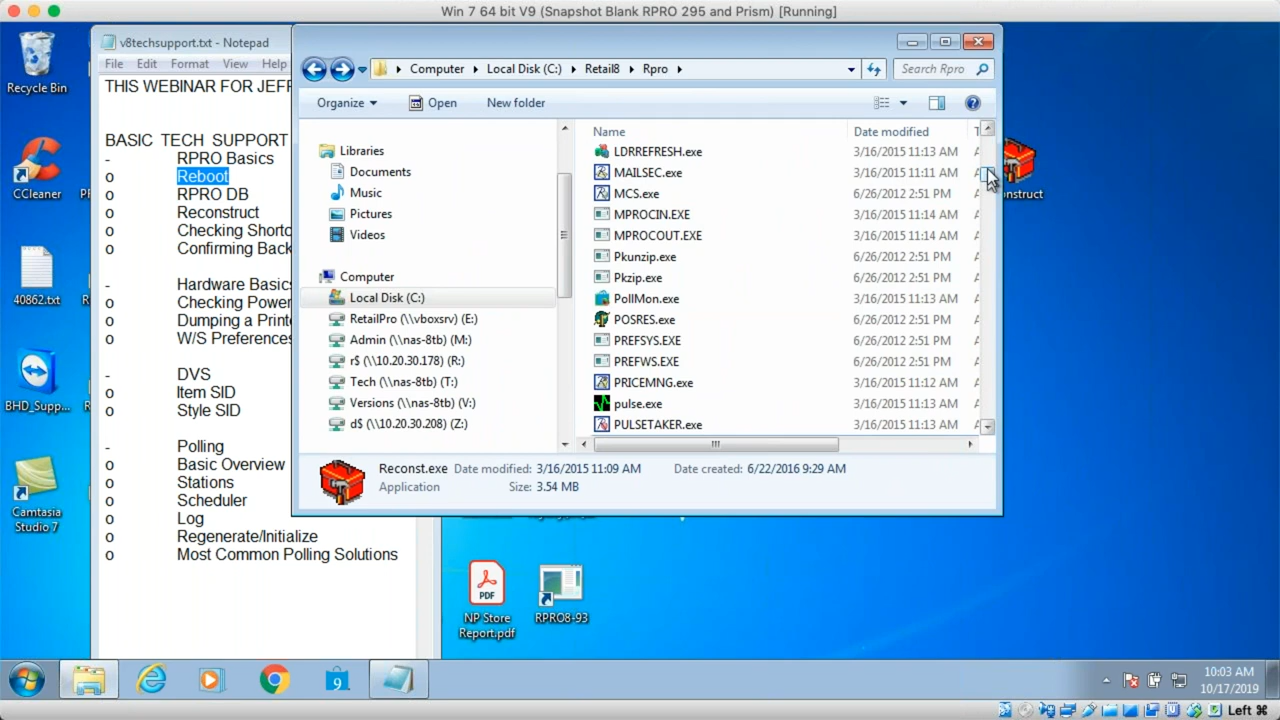 Win 7 64 bit V9 (Snapshot Blank RPRO 295 and Prism) [Running]
Recycle Bin
CCleaner
40862.txt
BHD_Supp...
Camtasia
Studio 7
v8techsupport.txt - Notepad
File Edit Format View Help
THIS WEBINAR FOR JEFF
BASIC TECH SUPPORT
- RPRO Basics
o Reboot
o RPRO DB
o Reconstruct
o Checking Shortc
o Confirming Back
- Hardware Basics
o Checking Power
o Dumping a Printe
o W/S Preferences
- DVS
o Item SID
o Style SID
- Polling
o Basic Overview
o Stations
o Scheduler
o Log
o Regenerate/Initialize
o Most Common Polling Solutions
Computer Local Disk (C:) Retail8 Rpro
Search Rpro
Organize Open New folder
Libraries
Documents
Music
Pictures
Videos
Computer
Local Disk (C:)
RetailPro (\\vboxsrv) (E:)
Admin (\\nas-8tb) (M:)
r$ (\\10.20.30.178) (R:)
Tech (\\nas-8tb) (T:)
Versions (\\nas-8tb) (V:)
d$ (\\10.20.30.208) (Z:)
Name Date modified
LDRREFRESH.exe 3/16/2015 11:13 AM
MAILSEC.exe 3/16/2015 11:11 AM
MCS.exe 6/26/2012 2:51 PM
MPROCIN.EXE 3/16/2015 11:14 AM
MPROCOUT.EXE 3/16/2015 11:14 AM
Pkunzip.exe 6/26/2012 2:51 PM
Pkzip.exe 6/26/2012 2:51 PM
PollMon.exe 3/16/2015 11:13 AM
POSRES.exe 6/26/2012 2:51 PM
PREFSYS.EXE 6/26/2012 2:51 PM
PREFWS.EXE 6/26/2012 2:51 PM
PRICEMNG.exe 3/16/2015 11:12 AM
pulse.exe 3/16/2015 11:13 AM
PULSETAKER.exe 3/16/2015 11:13 AM
Reconst.exe Date modified: 3/16/2015 11:09 AM Date created: 6/22/2016 9:29 AM
Application Size: 3.54 MB
nstruct
PDF
NP Store
Report.pdf
RPRO8-93
9
10:03 AM
10/17/2019
Left ⌘